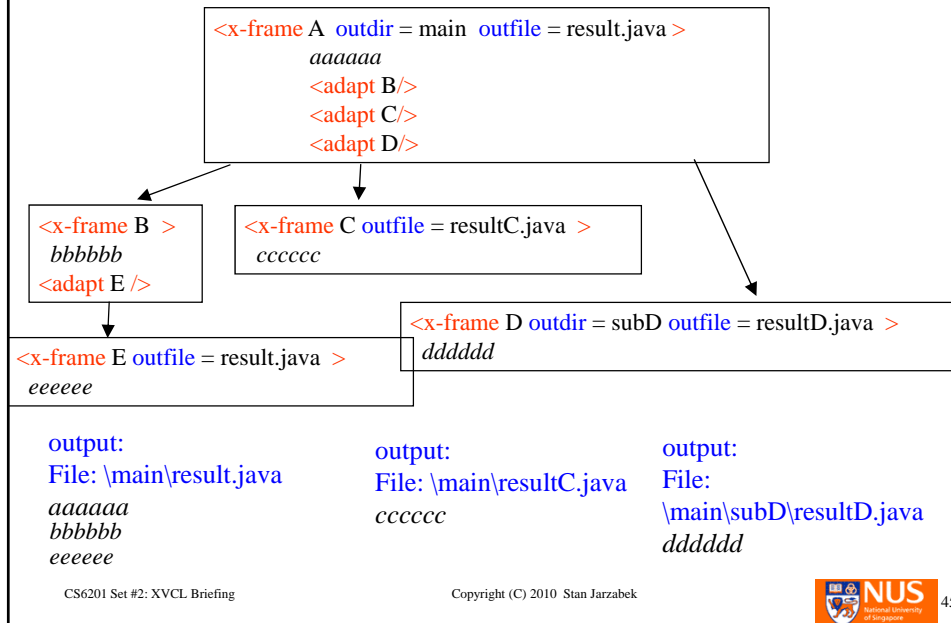 <x-frame A outdir = main outfile = result.java >
aaaaaa
<adapt B/>
<adapt C/>
<adapt D/>
<x-frame B >
bbbbbb
<adapt E />
<x-frame C outfile = resultC.java >
cccccc
<x-frame D outdir = subD outfile = resultD.java >
dddddd
<x-frame E outfile = result.java >
eeeeee
output:
File: \main\result.java
aaaaaa
bbbbbb
eeeeee
output:
File: \main\resultC.java
cccccc
output:
File:
\main\subD\resultD.java
dddddd
CS6201 Set #2: XVCL Briefing
Copyright (C) 2010 Stan Jarzabek
NUS
National University
of Singapore